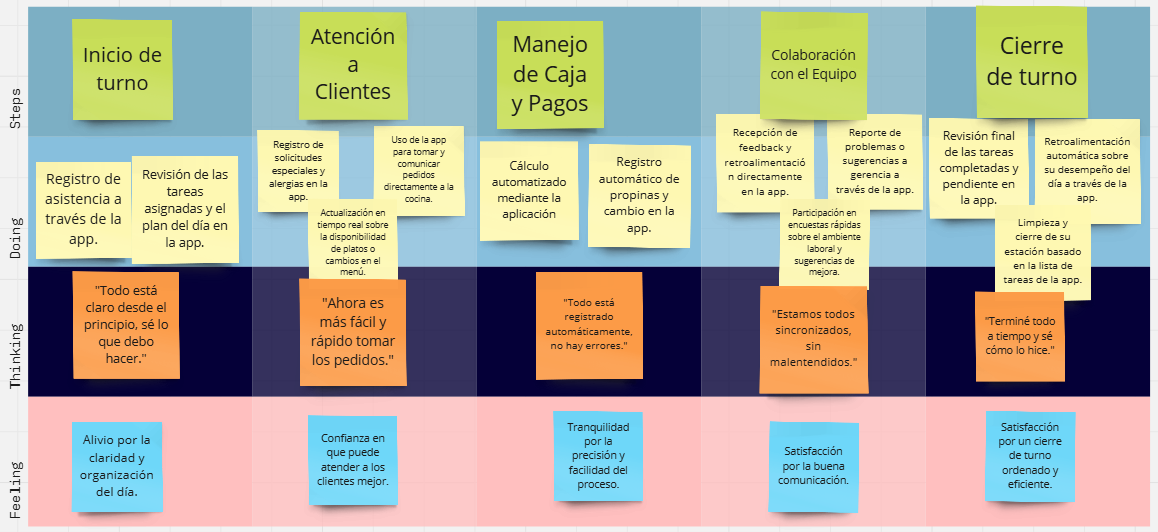 Steps
Inicio de
turno
Atención
a
Clientes
Manejo
de Caja
y Pagos
Colaboración
con el Equipo
Cierre
de turno
Doing
Registro de
asistencia a
través de la
app.
Revisión de las
tareas
asignadas y el
plan del día en
la app.
Registro de
solicitudes
especiales y
alergias en la
app.
Uso de la app
para tomar y
comunicar
pedidos
directamente a la
cocina.
Actualización en
tiempo real sobre
la disponibilidad
de platos o
cambios en el
menú.
Cálculo
automatizado
mediante la
aplicación
Registro
automático de
propinas y
cambio en la
app.
Recepción de
feedback y
retroalimentació
n directamente
en la app.
Reporte de
problemas o
sugerencias a
gerencia a
través de la app.
Participación en
encuestas rápidas
sobre el ambiente
laboral y
sugerencias de
mejora.
Revisión final
de las tareas
completadas y
pendiente en
la app.
Retroalimentación
automática sobre
su desempeño del
día a través de la
app.
Limpieza y
cierre de su
estación basado
en la lista de
tareas de la app.
Thinking
"Todo está
claro desde el
principio, sé lo
que debo
hacer."
"Ahora es
más fácil y
rápido tomar
los pedidos."
"Todo está
registrado
automáticamente,
no hay errores."
"Estamos todos
sincronizados,
sin
malentendidos."
"Terminé todo
a tiempo y sé
cómo lo hice."
Feeling
Alivio por la
claridad y
organización
del día.
Confianza en
que puede
atender a los
clientes mejor.
Tranquilidad
por la
precisión y
facilidad del
proceso.
Satisfacción
por la buena
comunicación.
Satisfacción
por un cierre
de turno
ordenado y
eficiente.